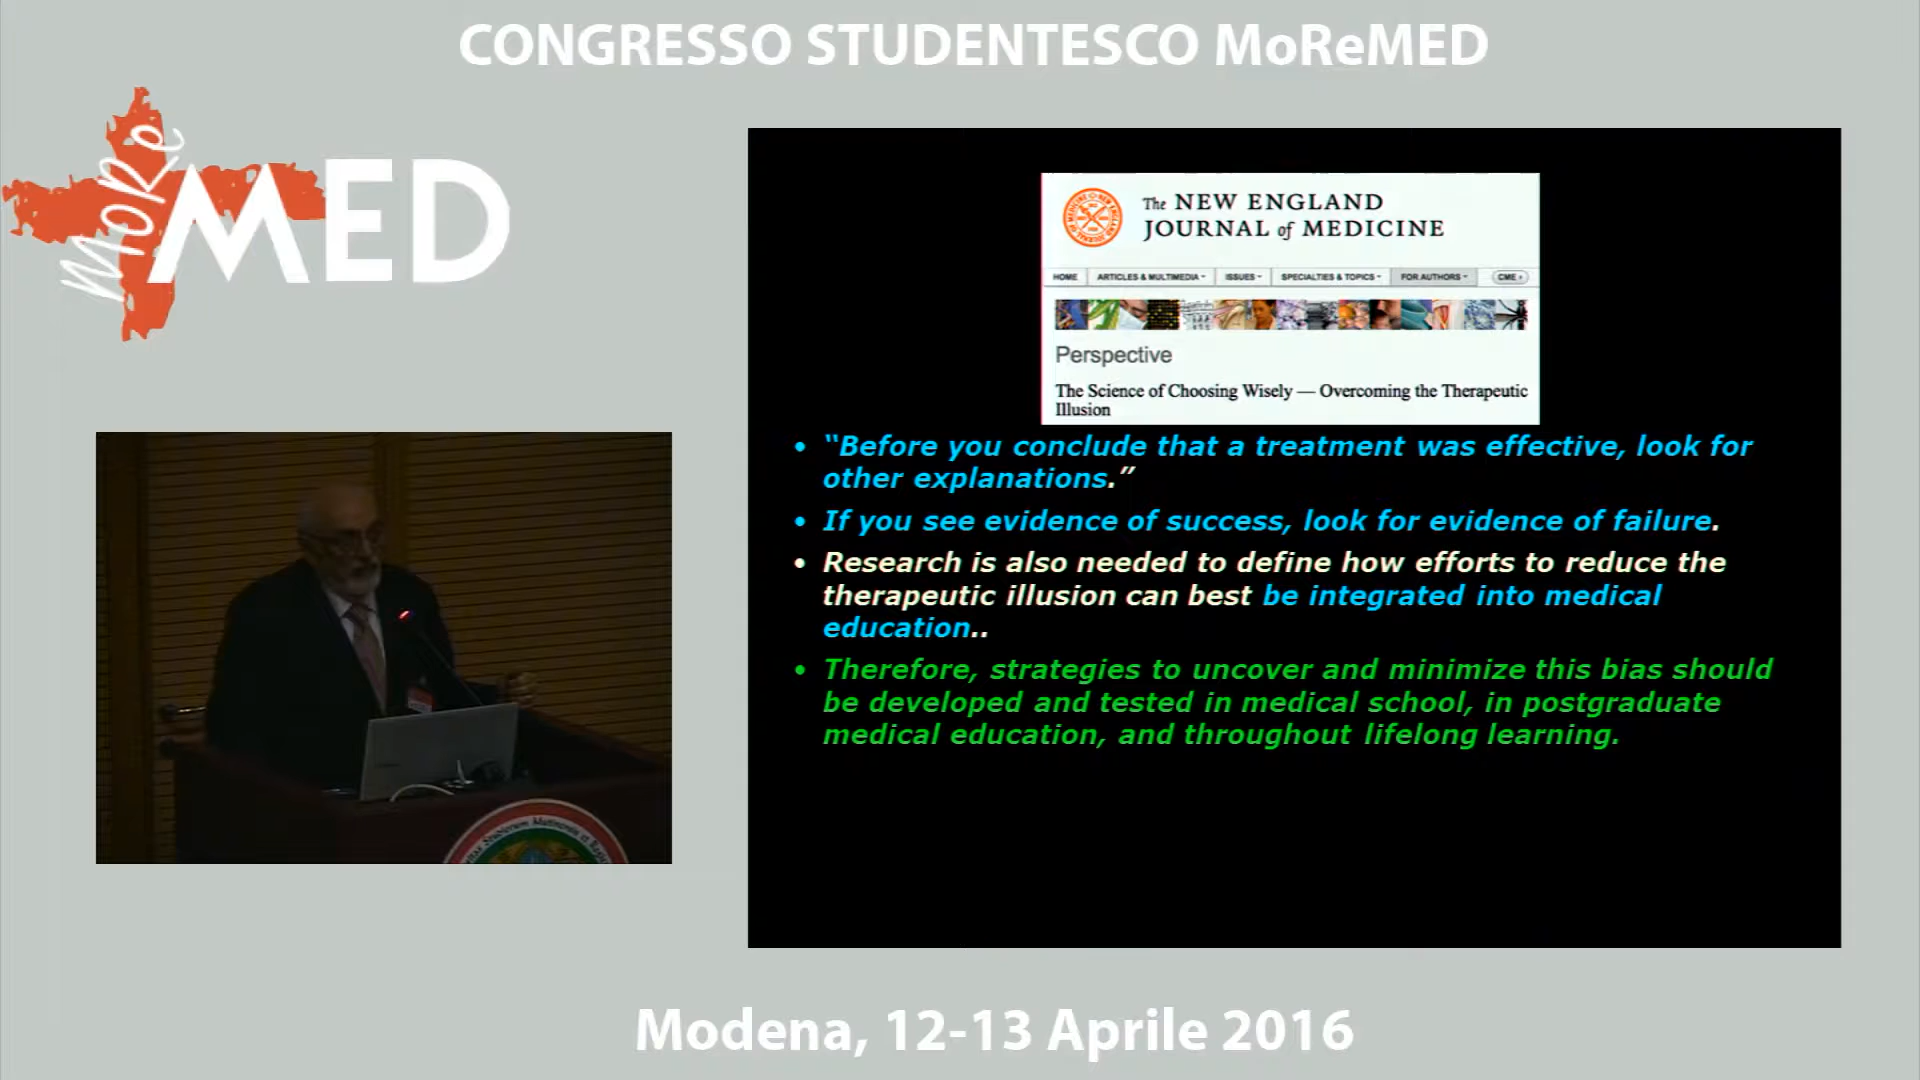 CONGRESSO STUDENTESCO MoReMED
MoRe
MED
The NEW ENGLAND
JOURNAL of MEDICINE
HOME ARTICLES & MULTIMEDIA ISSUES SPECIALTIES & TOPICS FOR AUTHORS CME
Perspective
The Science of Choosing Wisely — Overcoming the Therapeutic
Illusion
• “Before you conclude that a treatment was effective, look for
other explanations.”
• If you see evidence of success, look for evidence of failure.
• Research is also needed to define how efforts to reduce the
therapeutic illusion can best be integrated into medical
education..
• Therefore, strategies to uncover and minimize this bias should
be developed and tested in medical school, in postgraduate
medical education, and throughout lifelong learning.
Modena, 12-13 Aprile 2016